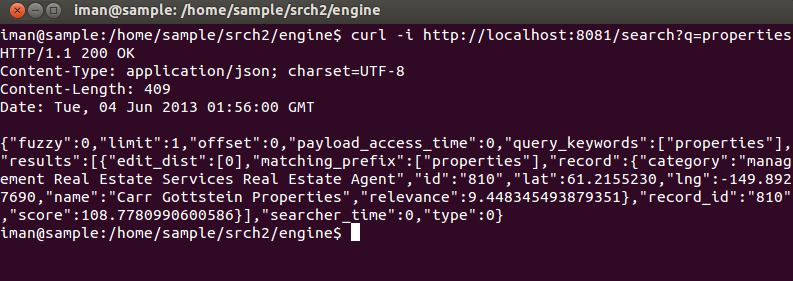 iman@sample: /home/sample/srch2/engine
iman@sample:/home/sample/srch2/engine$ curl -i http://localhost:8081/search?q=properties
HTTP/1.1 200 OK
Content-Type: application/json; charset=UTF-8
Content-Length: 409
Date: Tue, 04 Jun 2013 01:56:00 GMT

{"fuzzy":0,"limit":1,"offset":0,"payload_access_time":0,"query_keywords":["properties"],
"results":[{"edit_dist":[0],"matching_prefix":["properties"],"record":{"category":"manag
ement Real Estate Services Real Estate Agent","id":"810","lat":61.2155230,"lng":-149.892
7690,"name":"Carr Gottstein Properties","relevance":9.448345493879351},"record_id":"810"
,"score":108.7780990600586}],"searcher_time":0,"type":0}
iman@sample:/home/sample/srch2/engine$